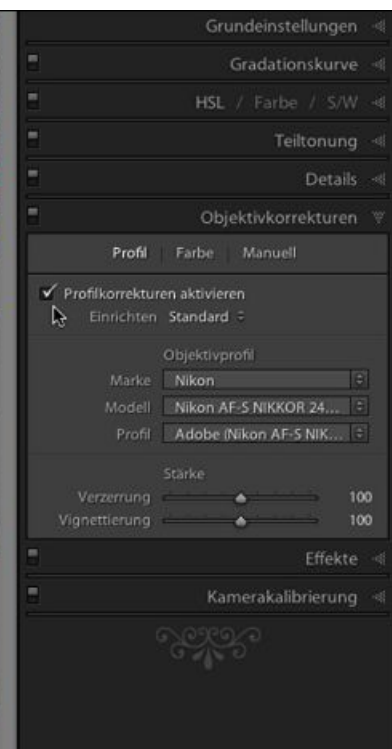 Grundeinstellungen
Gradationskurve
HSL / Farbe / S/W
Teiltonung
Details
Objektivkorrekturen
Profil Farbe Manuell
Profilkorrekturen aktivieren
Einrichten Standard
Objektivprofil
Marke Nikon
Modell Nikon AF-S NIKKOR 24...
Profil Adobe (Nikon AF-S NIK...
Stärke
Verzerrung 100
Vignettierung 100
Effekte
Kamerakalibrierung